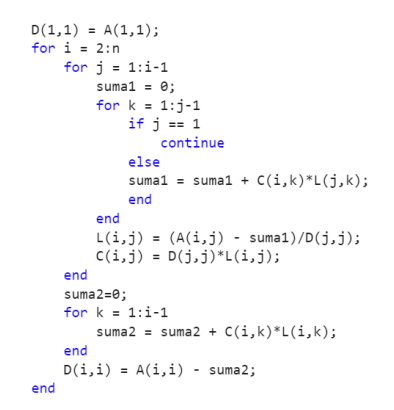 D(1,1) = A(1,1);
for i = 2:n
    for j = 1:i-1
        suma1 = 0;
        for k = 1:j-1
            if j == 1
                continue
            else
            suma1 = suma1 + C(i,k)*L(j,k);
            end
        end
        L(i,j) = (A(i,j) - suma1)/D(j,j);
        C(i,j) = D(j,j)*L(i,j);
    end
    suma2=0;
    for k = 1:i-1
        suma2 = suma2 + C(i,k)*L(i,k);
    end
    D(i,i) = A(i,i) - suma2;
end